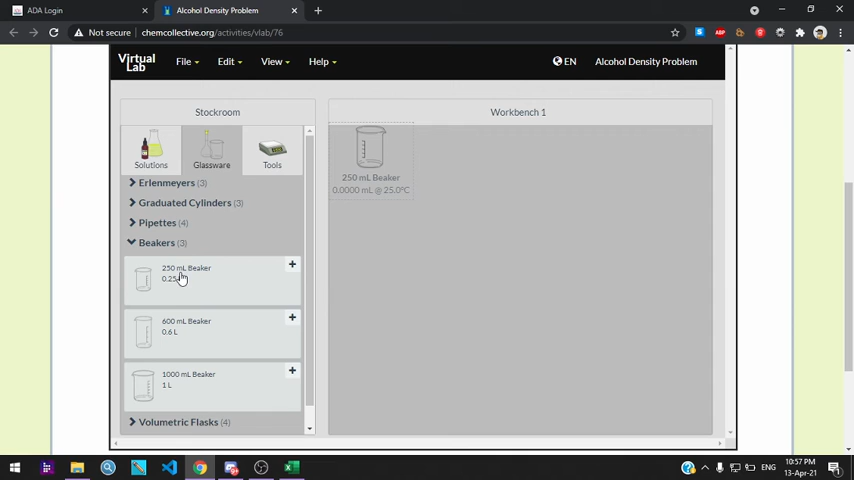 ADA Login
Alcohol Density Problem
Not secure
chemcollective.org/activities/vlab/76
ABP
Virtual
Lab
File
Edit
View
Help
EN
Alcohol Density Problem
Stockroom
Workbench 1
Solutions
Glassware
Tools
Erlenmeyers (3)
Graduated Cylinders (3)
Pipettes (4)
Beakers (3)
250 mL Beaker
600 mL Beaker
0.6 L
1000 mL Beaker
1 L
Volumetric Flasks (4)
250 mL Beaker
0.0000 mL @ 25.0°C
ENG
10:57 PM
13-Apr-21